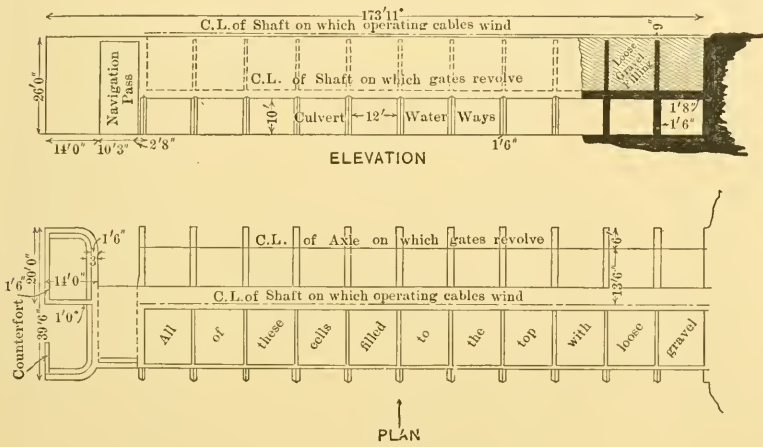 173'11"
C.L. of Shaft on which operating cables wind
9"
26'0"
Navigation
Pass
C.L. of Shaft on which gates revolve
Loose
Gravel
Filling
10'
Culvert
12'
Water
Ways
1'8"
1'6"
14'0"
10'3"
2'8"
1'6"
ELEVATION
1'6"
3'
20'0"
C.L. of Axle on which gates revolve
6'
13'6"
1'6"
14'0"
C.L. of Shaft on which operating cables wind
1'0"
Counterfort
39'6"
All of these cells filled to the top with loose gravel
PLAN